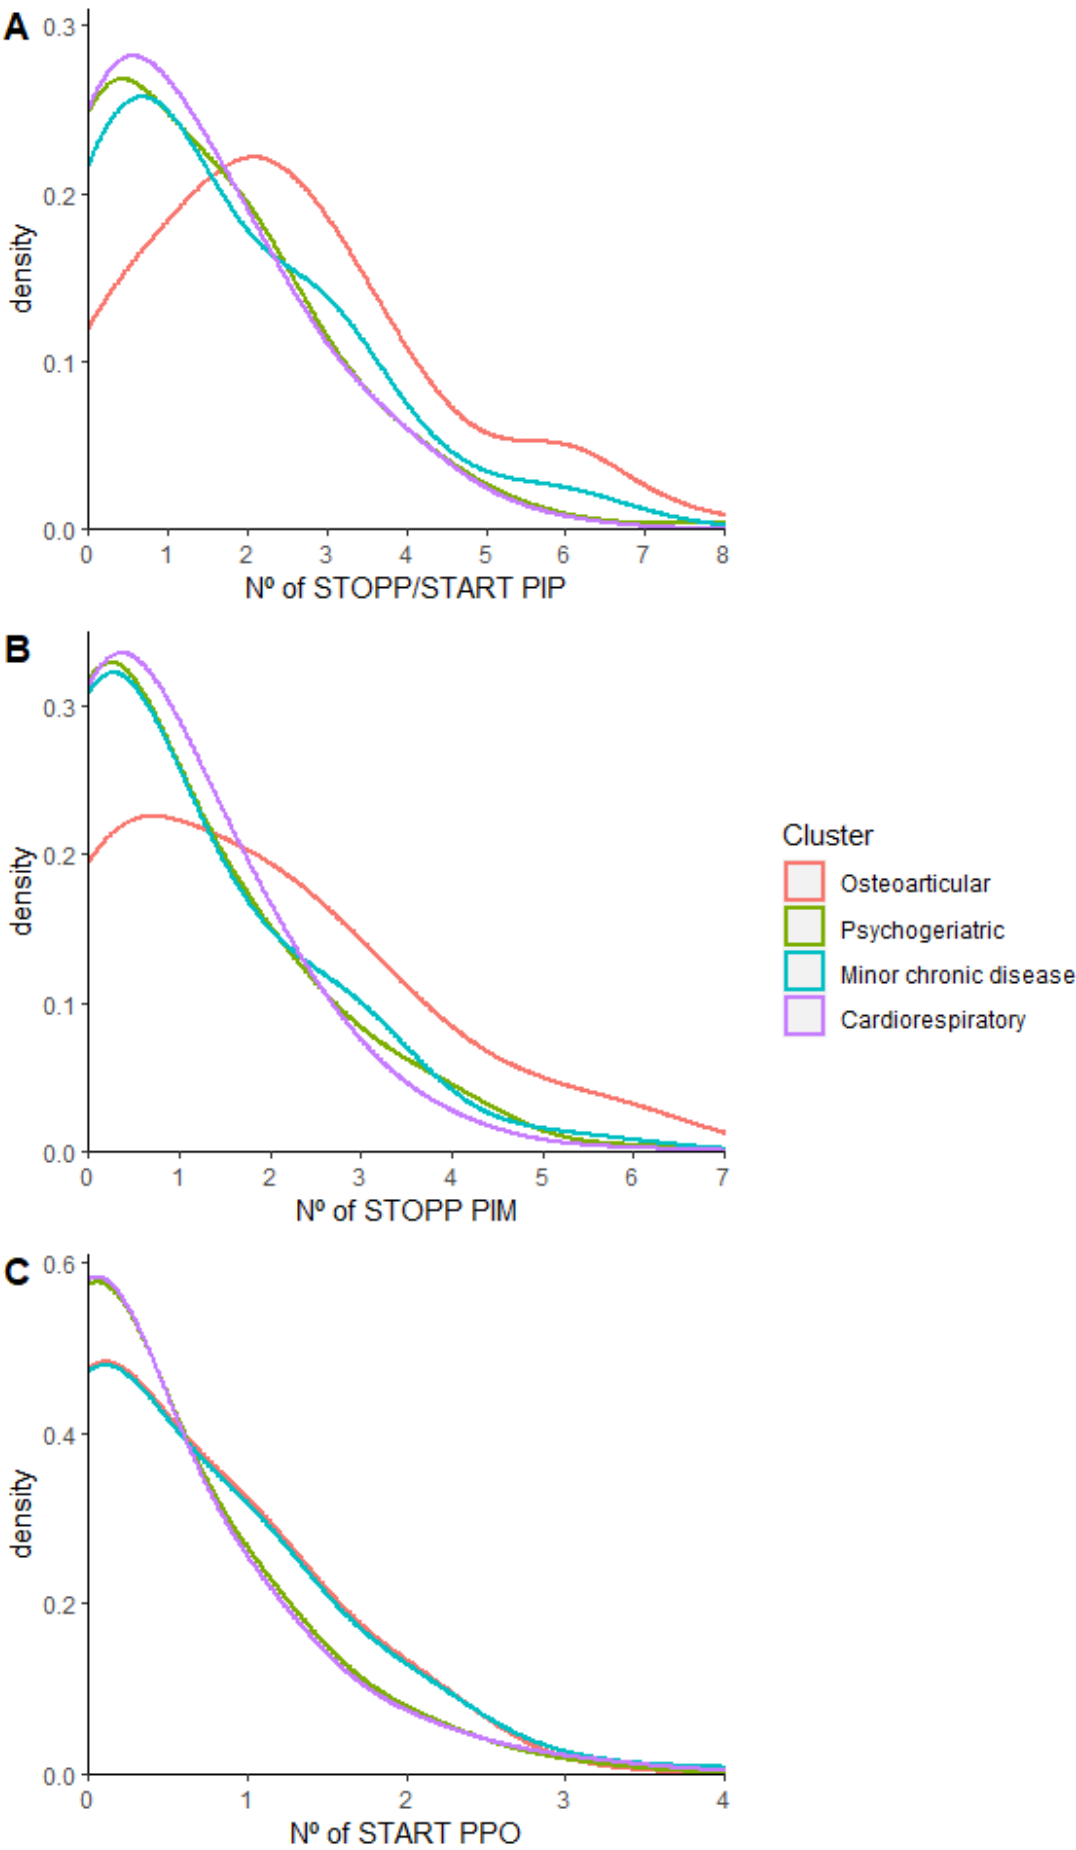 A
0.3
0.2
0.1
0.0
density
0 1 2 3 4 5 6 7 8
Nº of STOPP/START PIP
B
0.3
0.2
0.1
0.0
density
0 1 2 3 4 5 6 7
Nº of STOPP PIM
Cluster
Osteoarticular
Psychogeriatric
Minor chronic disease
Cardiorespiratory
C
0.6
0.4
0.2
0.0
density
0 1 2 3 4
Nº of START PPO